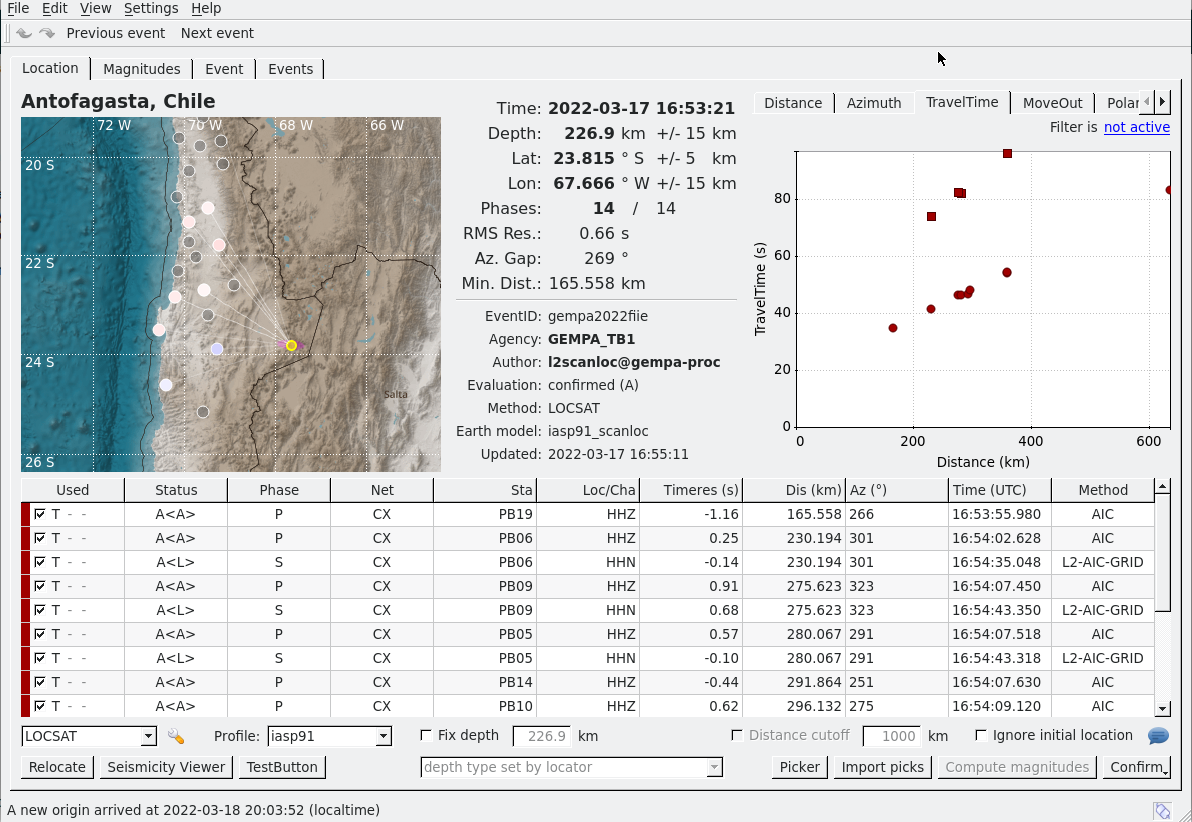 File Edit View Settings Help
Previous event Next event
Location Magnitudes Event Events
Antofagasta, Chile
72 W 70 W 68 W 66 W
20 S
22 S
24 S
26 S
Salta
Time: 2022-03-17 16:53:21
Depth: 226.9 km +/- 15 km
Lat: 23.815 ° S +/- 5 km
Lon: 67.666 ° W +/- 15 km
Phases: 14 / 14
RMS Res.: 0.66 s
Az. Gap: 269 °
Min. Dist.: 165.558 km
EventID: gempa2022fiie
Agency: GEMPA_TB1
Author: l2scanloc@gempa-proc
Evaluation: confirmed (A)
Method: LOCSAT
Earth model: iasp91_scanloc
Updated: 2022-03-17 16:55:11
Distance Azimuth TravelTime MoveOut Polar
Filter is not active
TravelTime (s)
80
60
40
20
0
0 200 400 600
Distance (km)
Used Status Phase Net Sta Loc/Cha Timeres (s) Dis (km) Az (°) Time (UTC) Method
T - - A<A> P CX PB19 HHZ -1.16 165.558 266 16:53:55.980 AIC
T - - A<A> P CX PB06 HHZ 0.25 230.194 301 16:54:02.628 AIC
T - - A<L> S CX PB06 HHN -0.14 230.194 301 16:54:35.048 L2-AIC-GRID
T - - A<A> P CX PB09 HHZ 0.91 275.623 323 16:54:07.450 AIC
T - - A<L> S CX PB09 HHN 0.68 275.623 323 16:54:43.350 L2-AIC-GRID
T - - A<A> P CX PB05 HHZ 0.57 280.067 291 16:54:07.518 AIC
T - - A<L> S CX PB05 HHN -0.10 280.067 291 16:54:43.318 L2-AIC-GRID
T - - A<A> P CX PB14 HHZ -0.44 291.864 251 16:54:07.630 AIC
T - - A<A> P CX PB10 HHZ 0.62 296.132 275 16:54:09.120 AIC
LOCSAT Profile: iasp91 Fix depth 226.9 km Distance cutoff 1000 km Ignore initial location
Relocate Seismicity Viewer TestButton depth type set by locator Picker Import picks Compute magnitudes Confirm
A new origin arrived at 2022-03-18 20:03:52 (localtime)